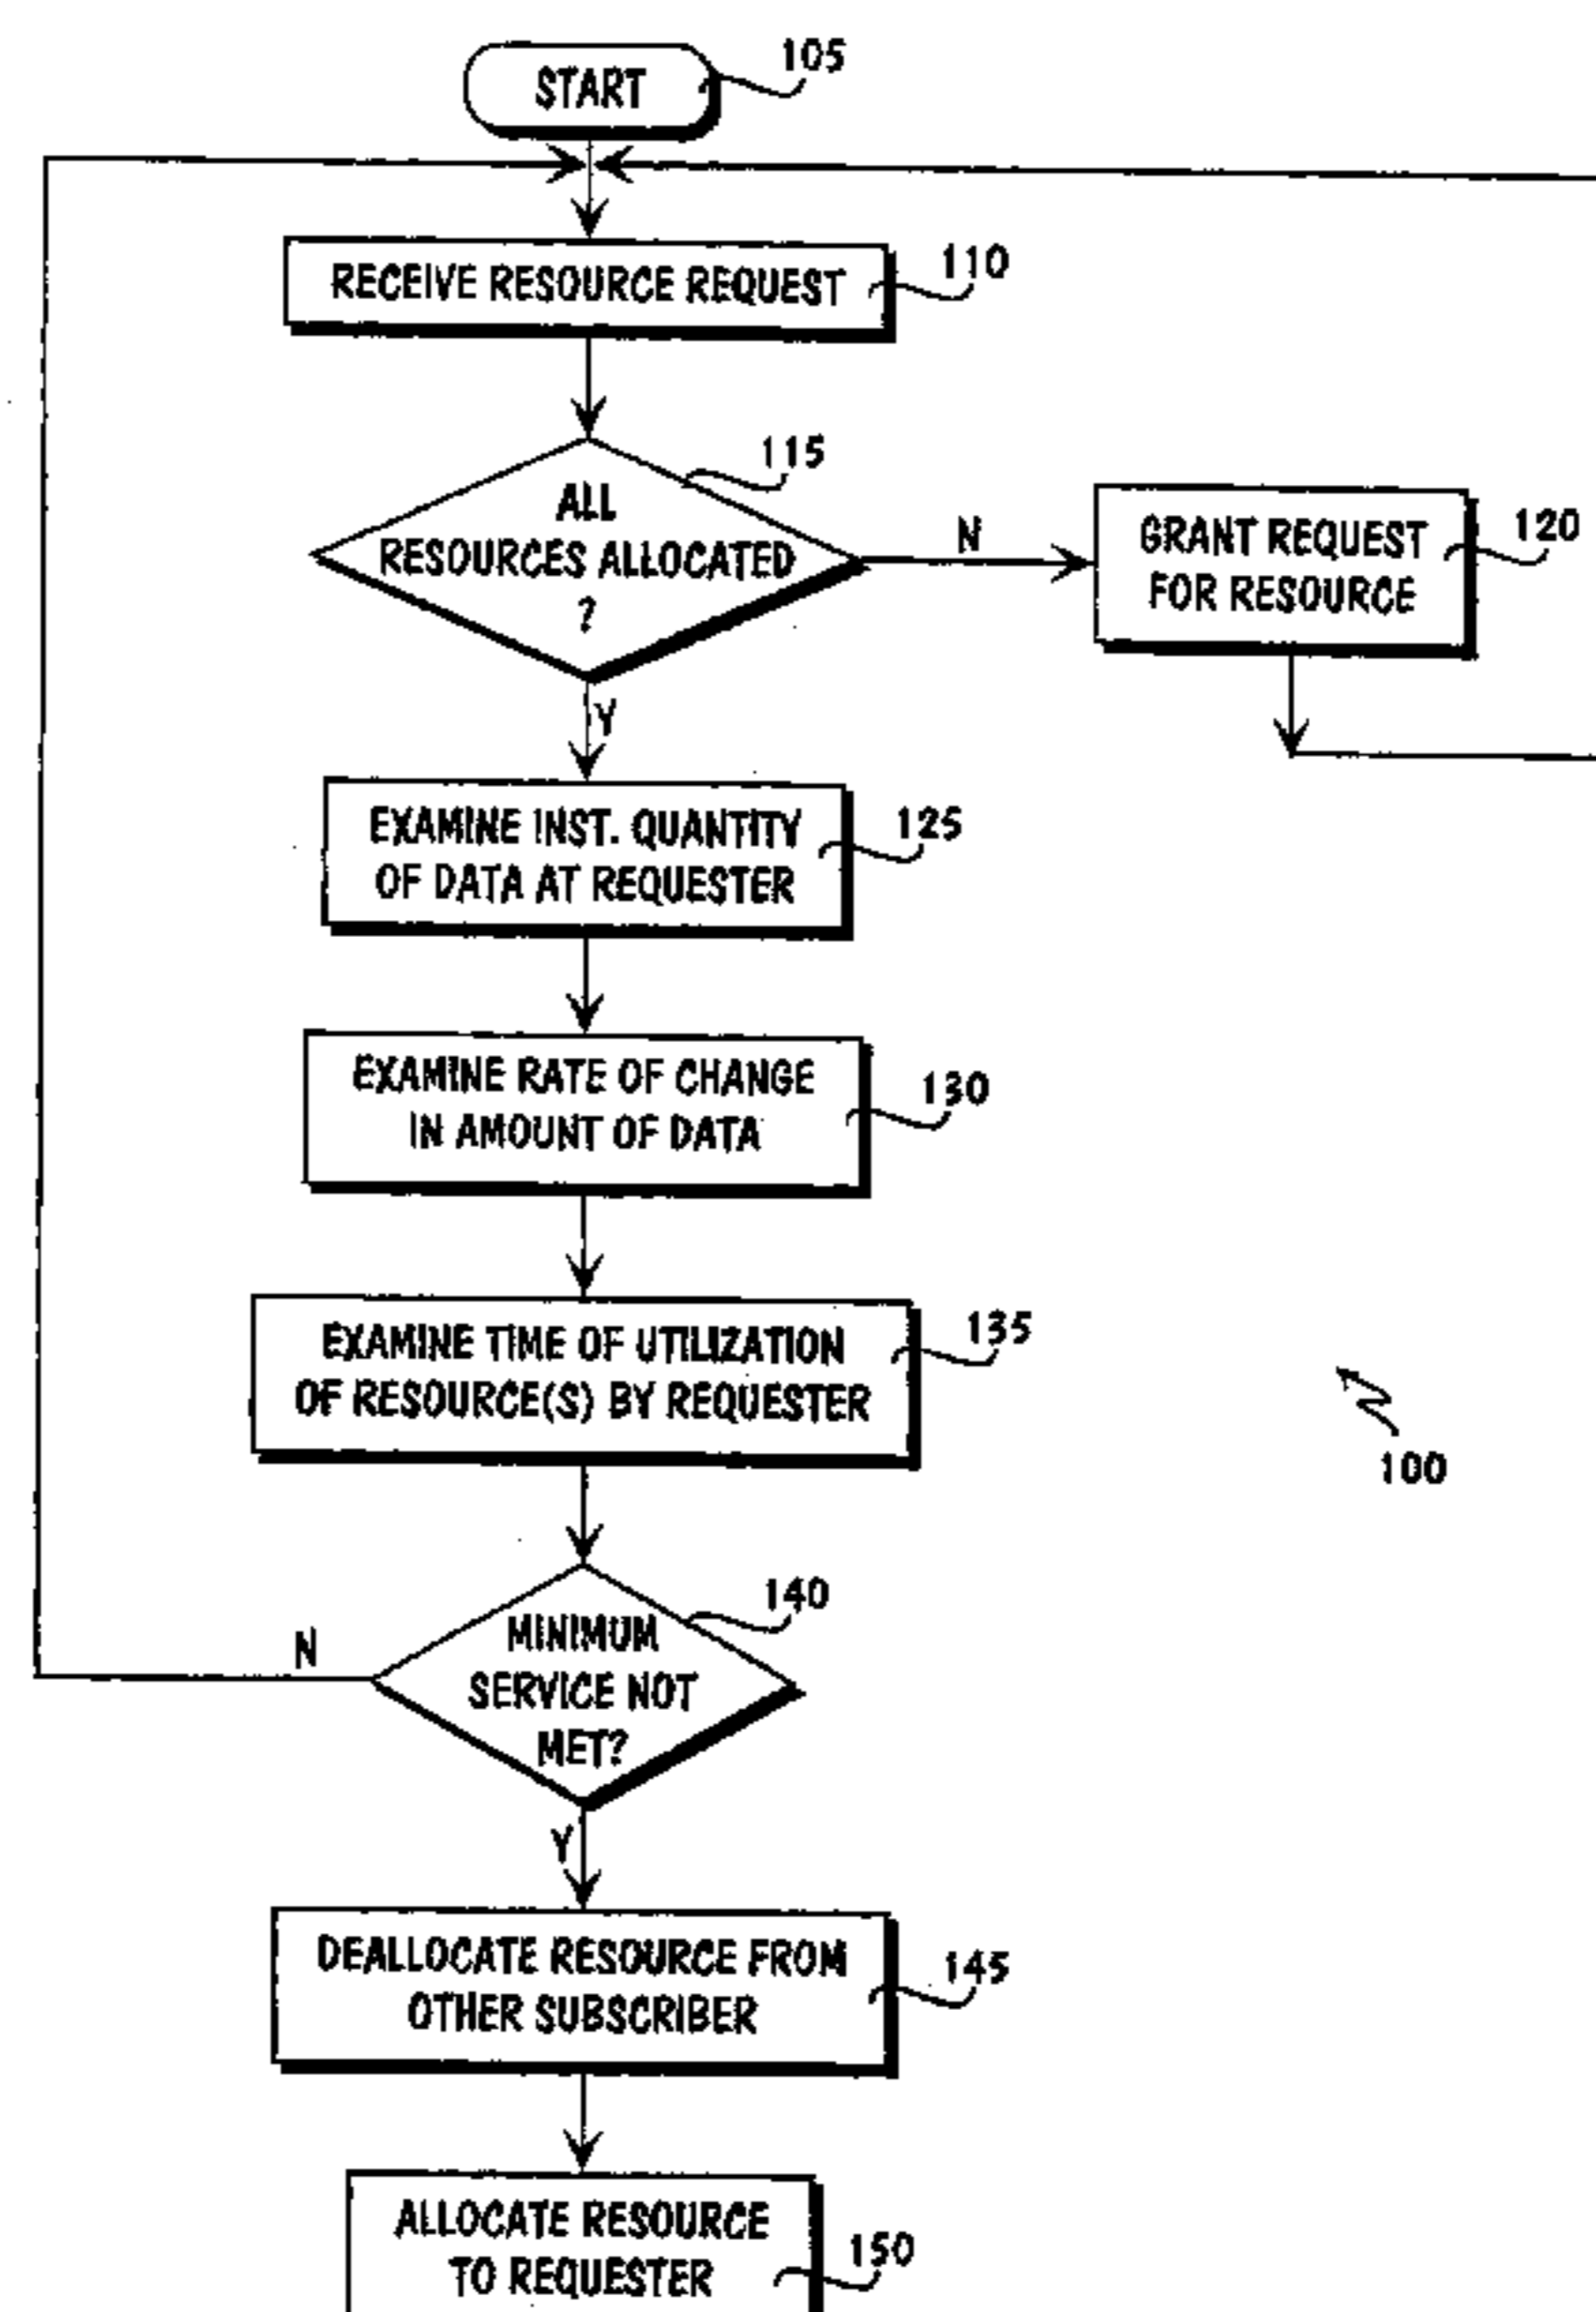 START
105
RECEIVE RESOURCE REQUEST
110
115
ALL
RESOURCES ALLOCATED
?
N
GRANT REQUEST
FOR RESOURCE
120
Y
EXAMINE INST. QUANTITY
OF DATA AT REQUESTER
125
EXAMINE RATE OF CHANGE
IN AMOUNT OF DATA
130
EXAMINE TIME OF UTILIZATION
OF RESOURCE(S) BY REQUESTER
135
100
140
MINIMUM
SERVICE NOT
MET?
N
Y
DEALLOCATE RESOURCE FROM
OTHER SUBSCRIBER
145
ALLOCATE RESOURCE
TO REQUESTER
150